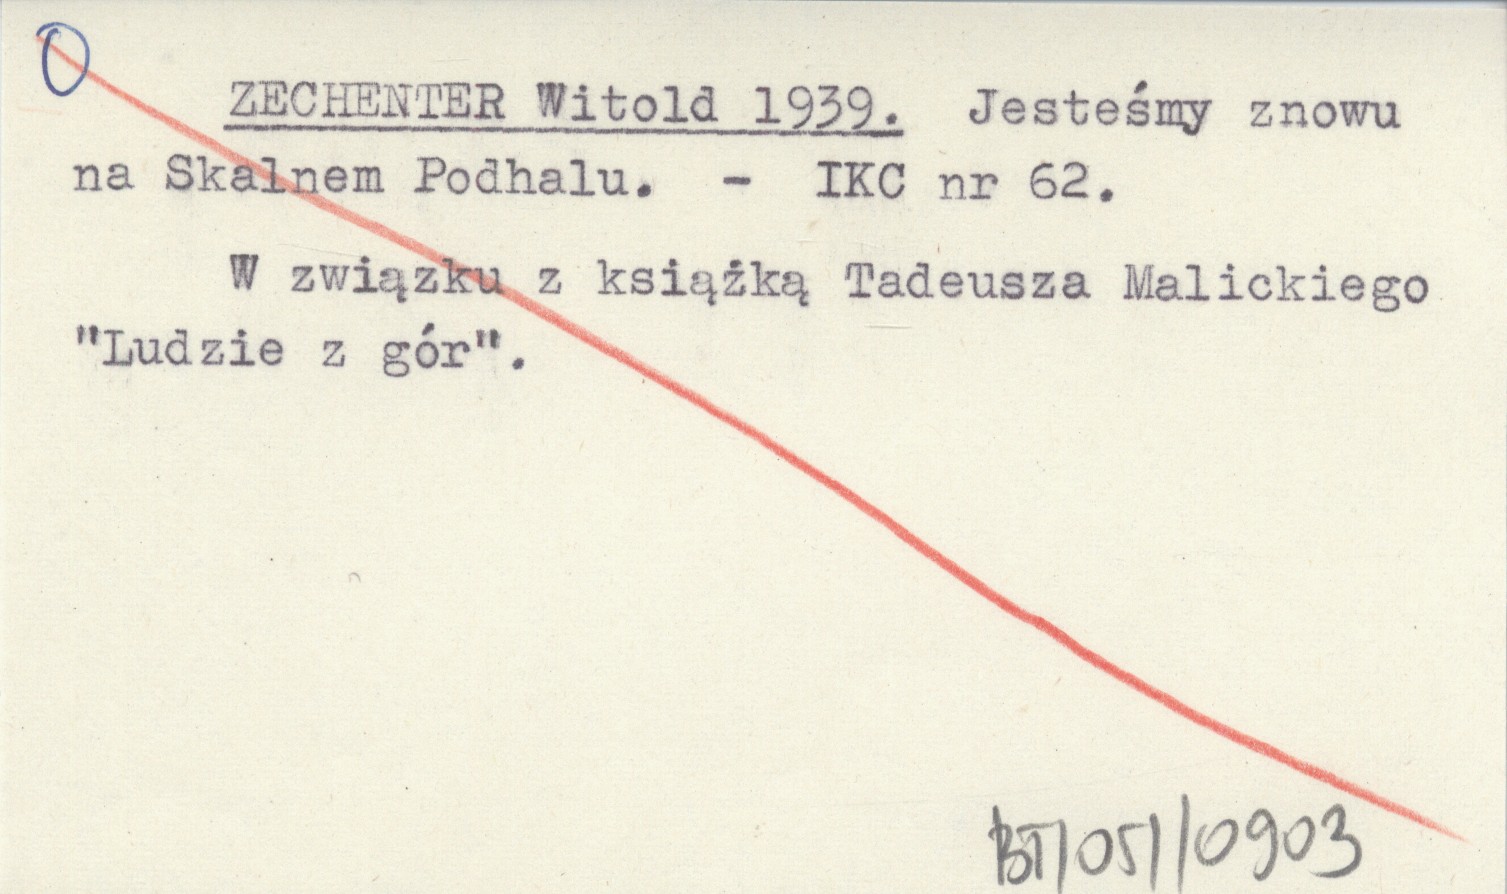 O
ZECHENTER Witold 1939. Jesteśmy znowu
na Skalnem Podhalu. - IKC nr 62.
W związku z książką Tadeusza Malickiego
"Ludzie z gór".
BT/051/0903